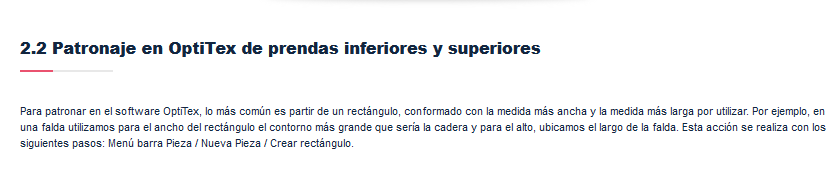 2.2 Patronaje en OptiTex de prendas inferiores y superiores
Para patronar en el software OptiTex, lo más común es partir de un rectángulo, conformado con la medida más ancha y la medida más larga por utilizar. Por ejemplo, en
una falda utilizamos para el ancho del rectángulo el contorno más grande que sería la cadera y para el alto, ubicamos el largo de la falda. Esta acción se realiza con los
siguientes pasos: Menú barra Pieza / Nueva Pieza / Crear rectángulo.